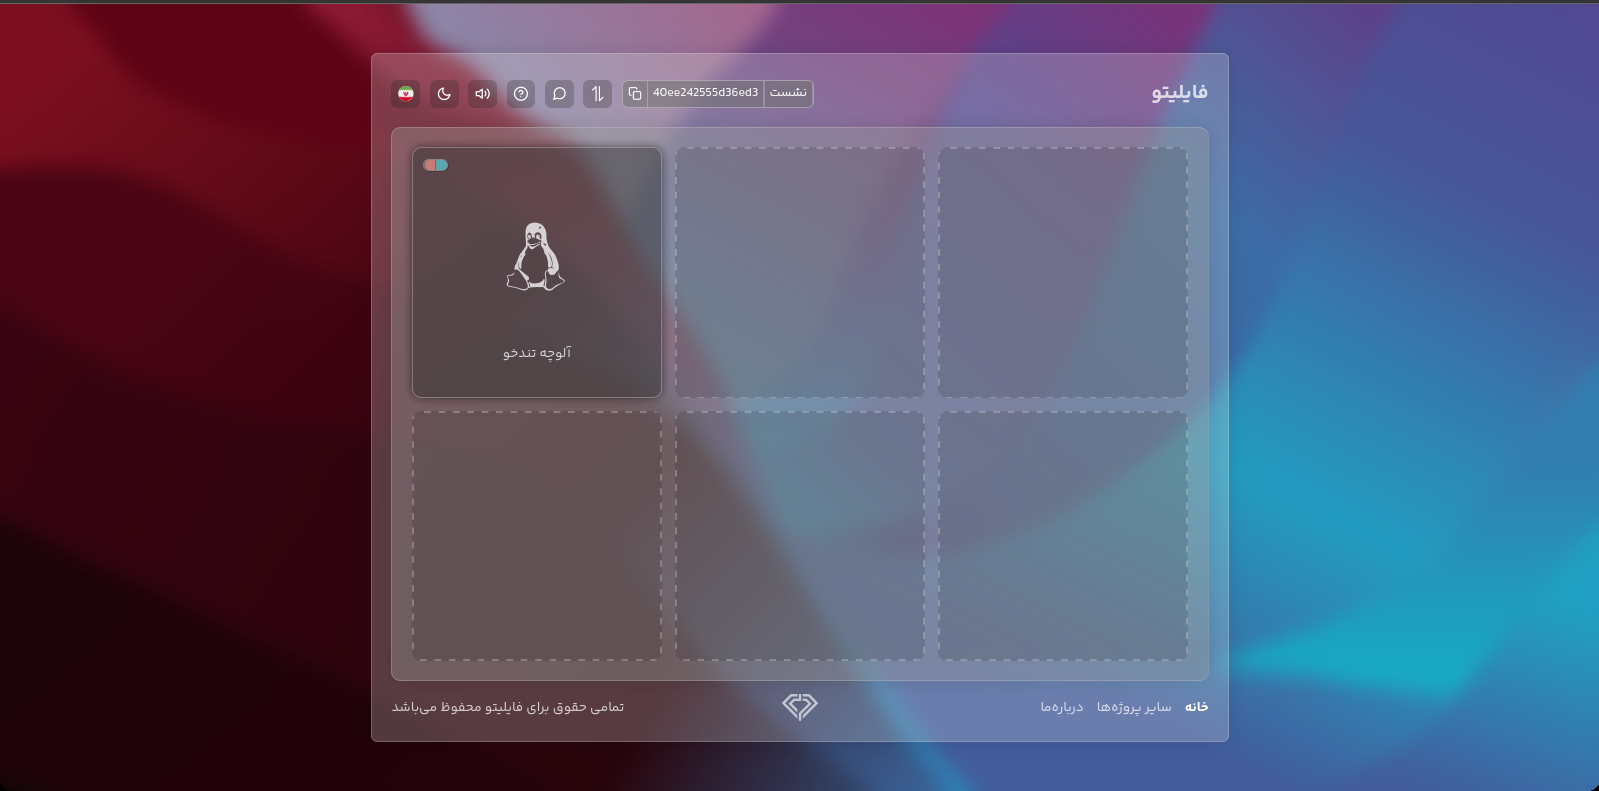 فایلیتو
نشست 40ee242555d36ed3
آلوچه تندخو
خانه سایر پروژه‌ها درباره‌ما
تمامی حقوق برای فایلیتو محفوظ می‌باشد